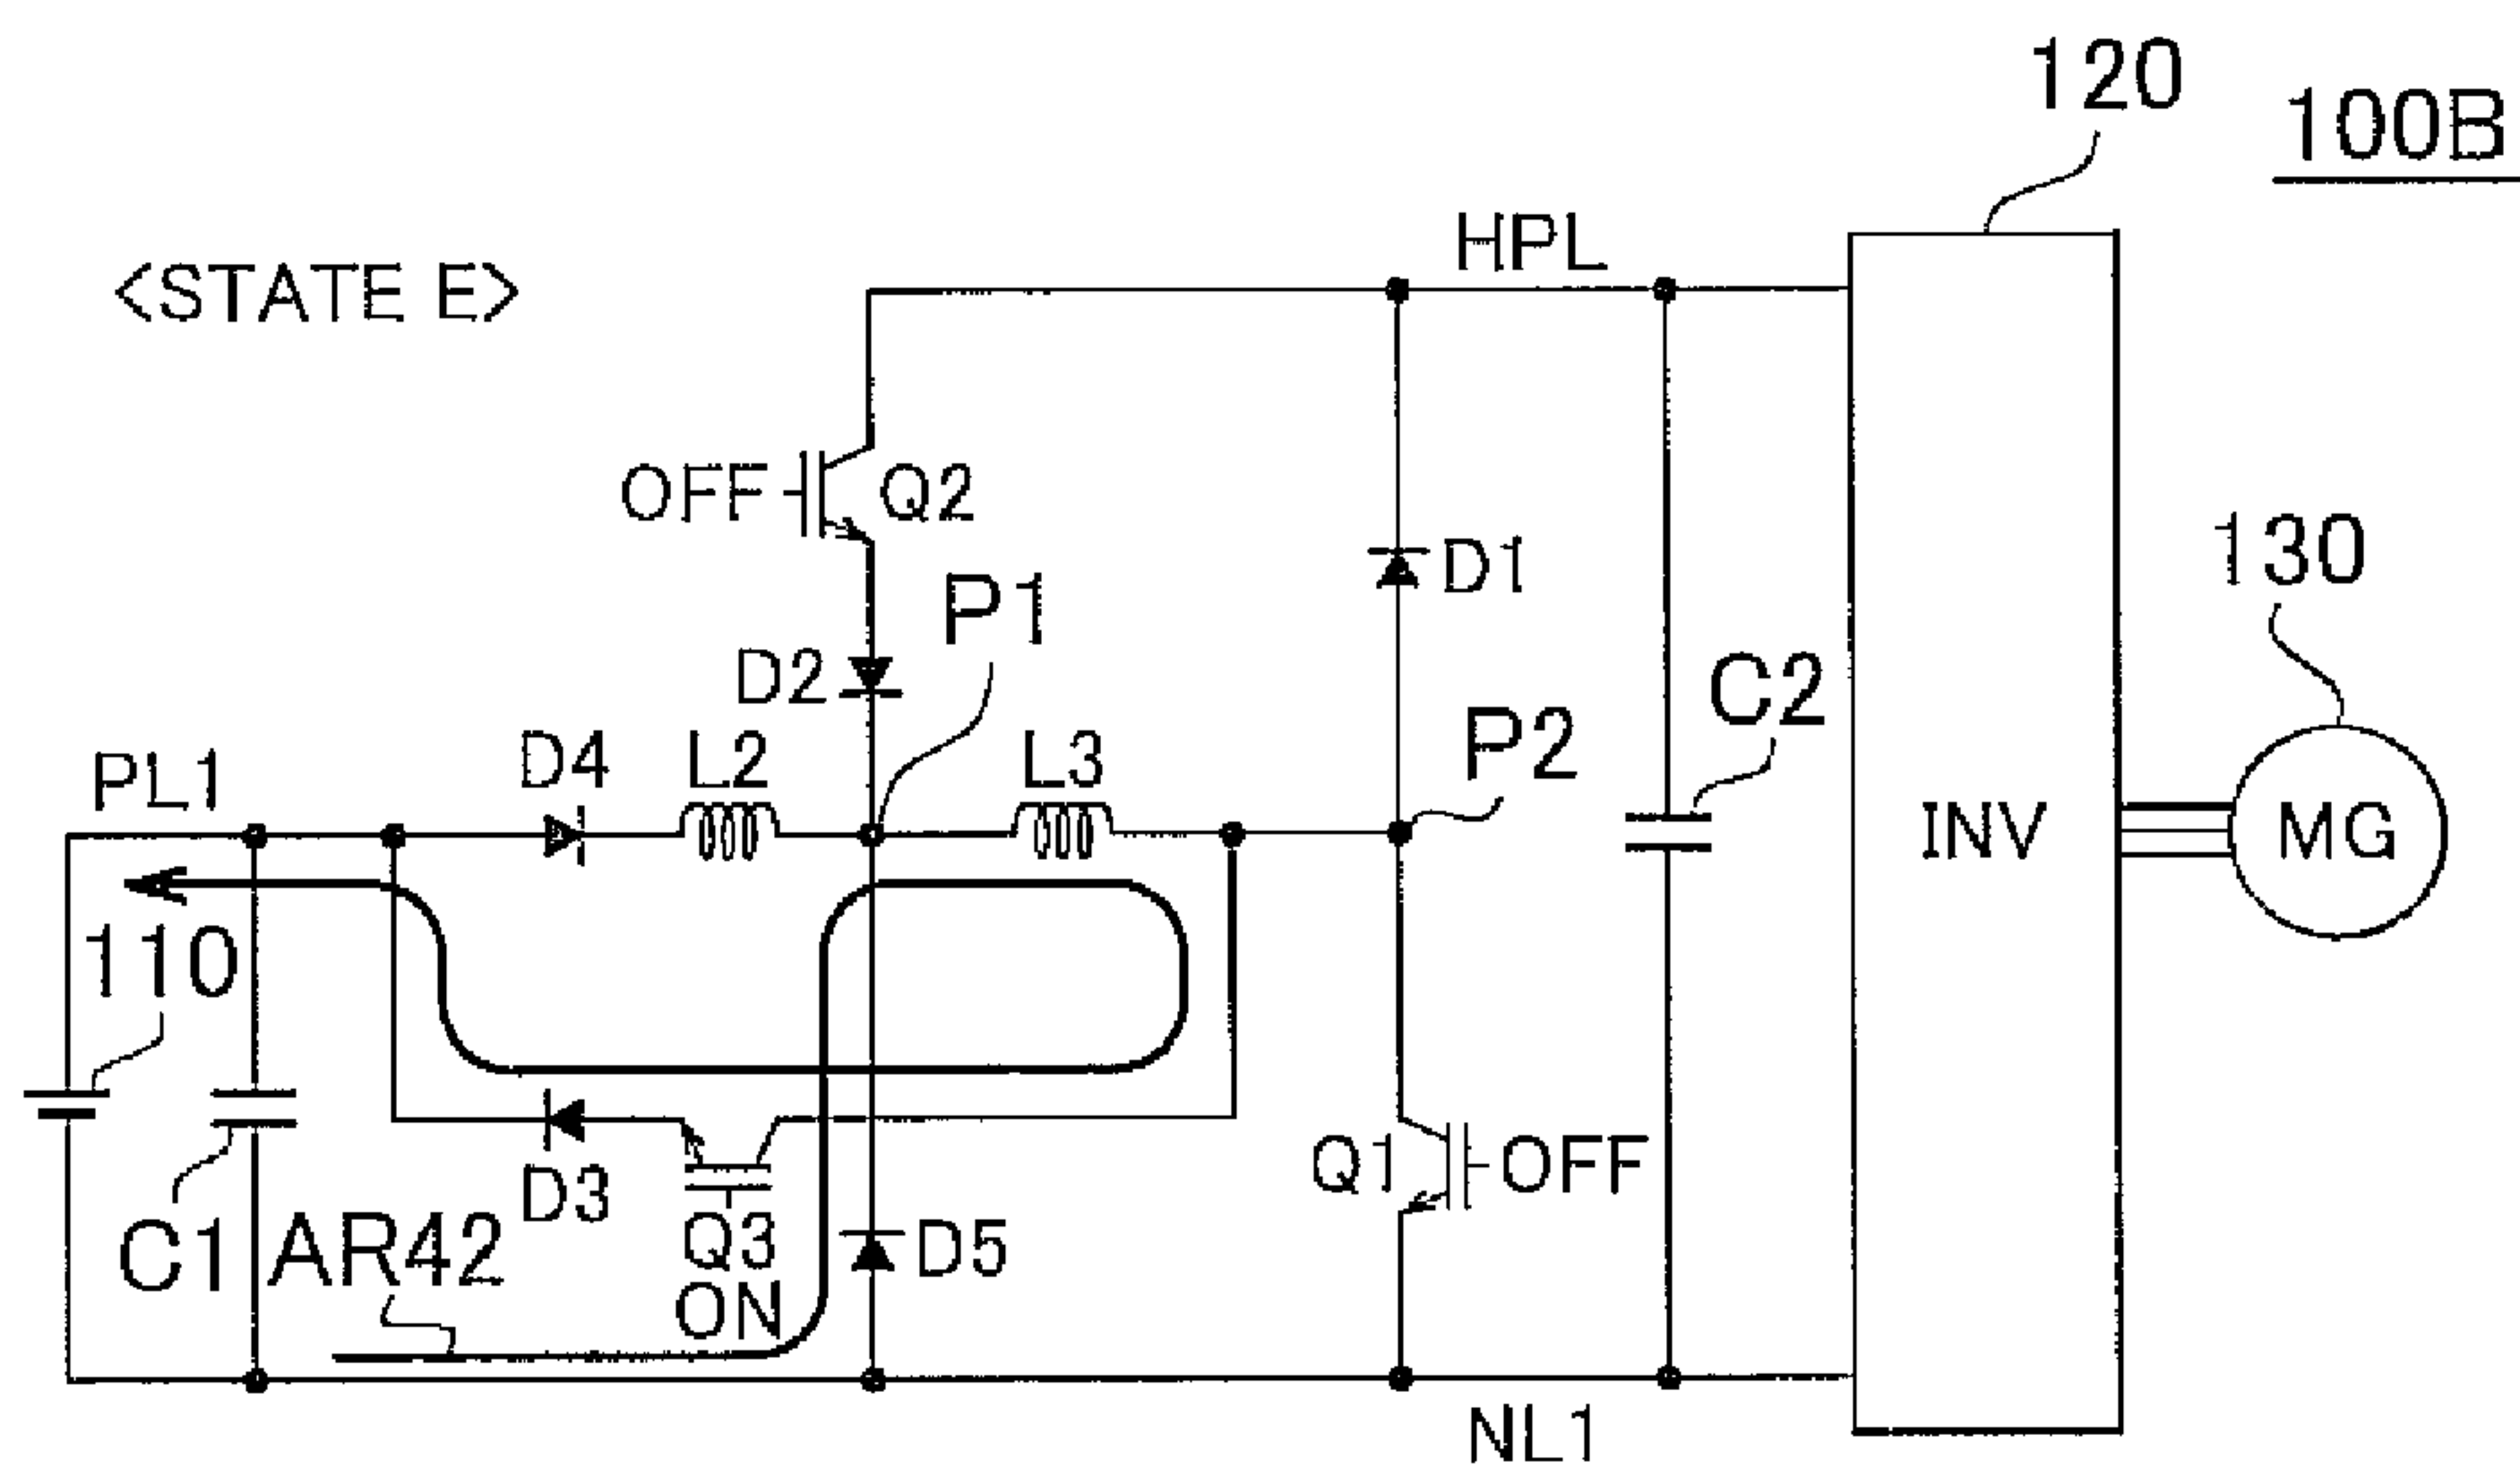 120
100B
HPL
<STATE E>
OFF
Q2
D1
130
P1
D2
C2
P2
PL1
D4
L2
L3
INV
MG
110
Q1
OFF
D3
C1
AR42
Q3
ON
D5
NL1